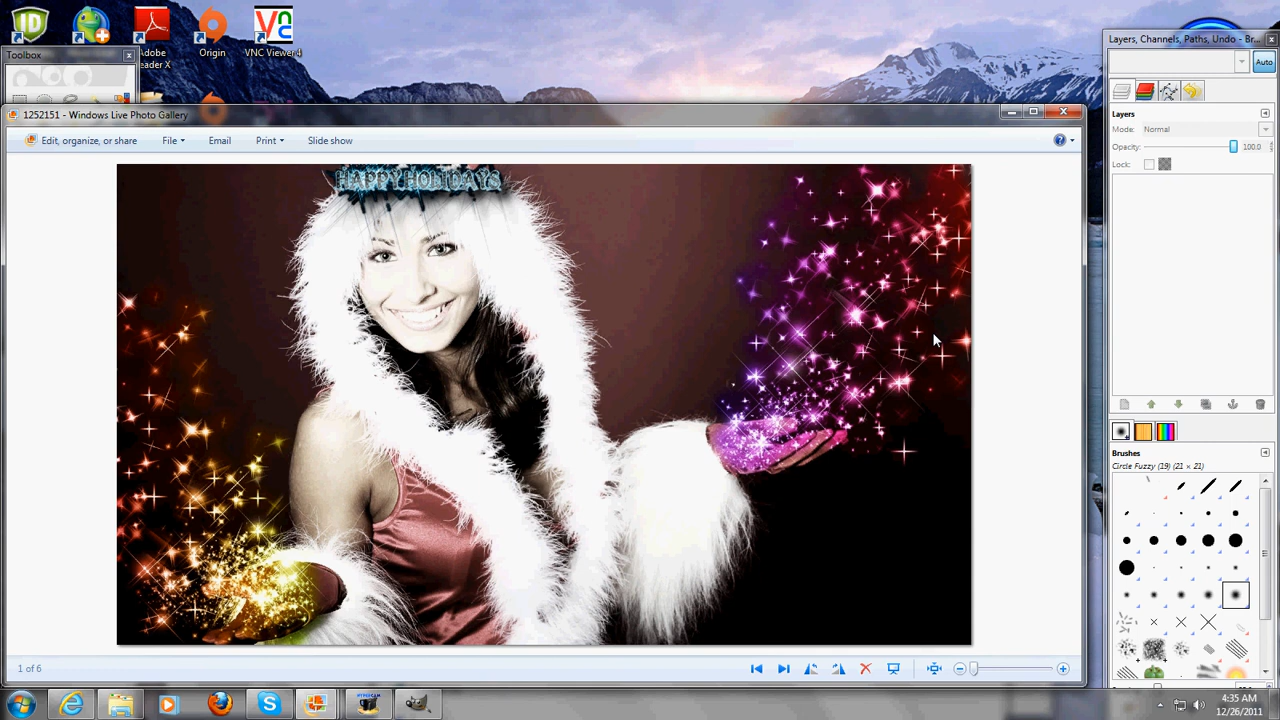 Adobe
Reader X
Origin
VNC Viewer 4
Toolbox
Layers, Channels, Paths, Undo - Br...
Auto
1252151 - Windows Live Photo Gallery
Edit, organize, or share
File
Email
Print
Slide show
Layers
Mode:
Normal
Opacity:
100.0
Lock:
HAPPY HOLIDAYS
Brushes
Circle Fuzzy (19) (21 × 21)
1 of 6
4:35 AM
12/26/2011